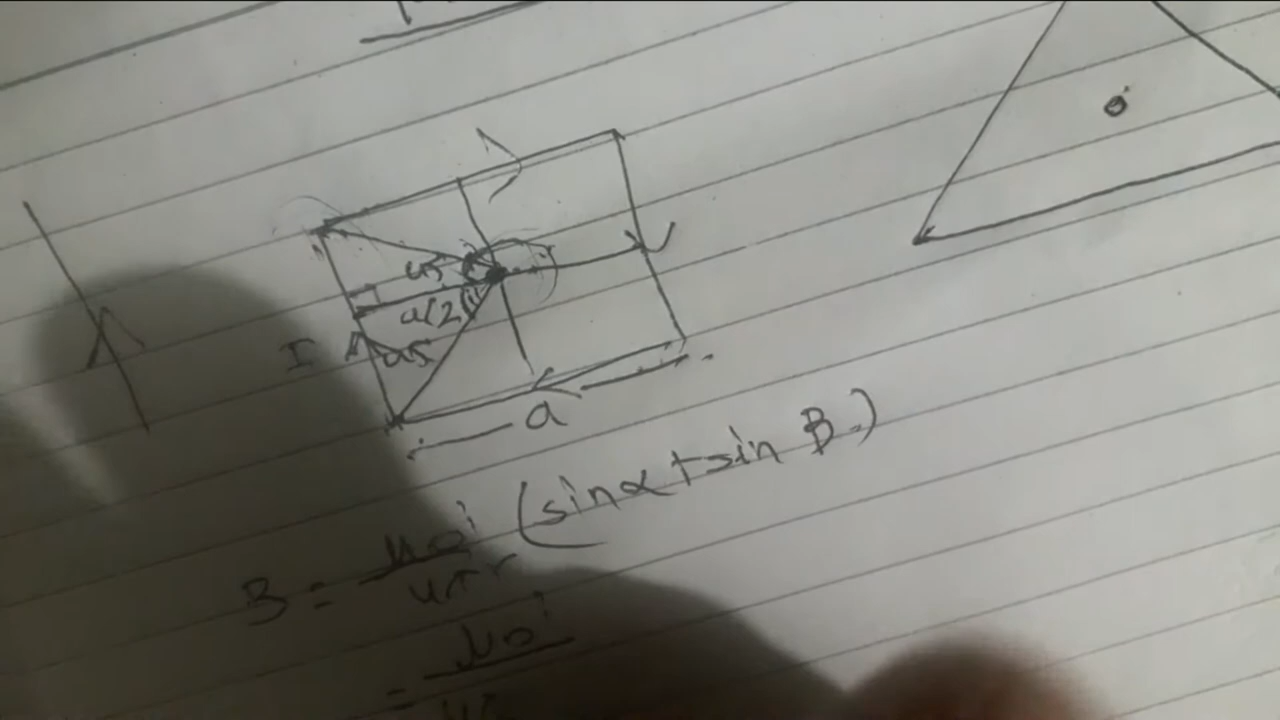 o
45
a/2
I
45
a
B = μ0i/4πr (sinα + sin B.)
= μ0i